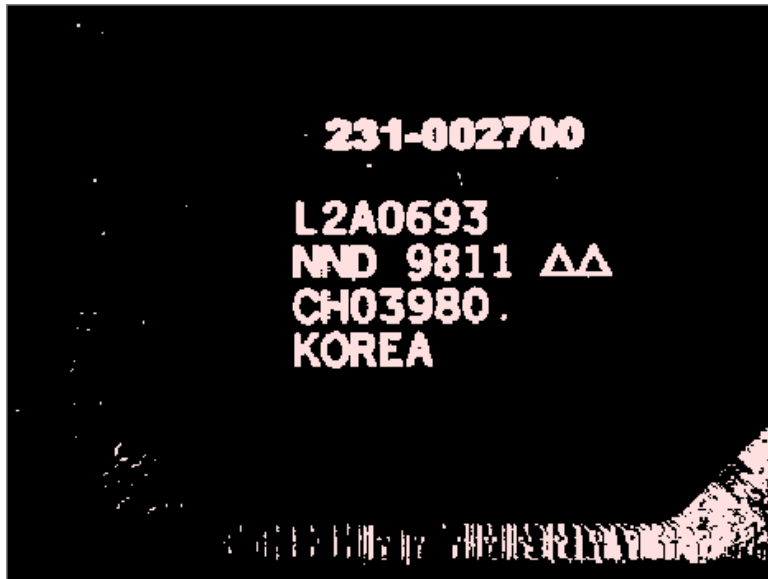 231-002700
L2A0693
NND 9811 ΔΔ
CH03980.
KOREA